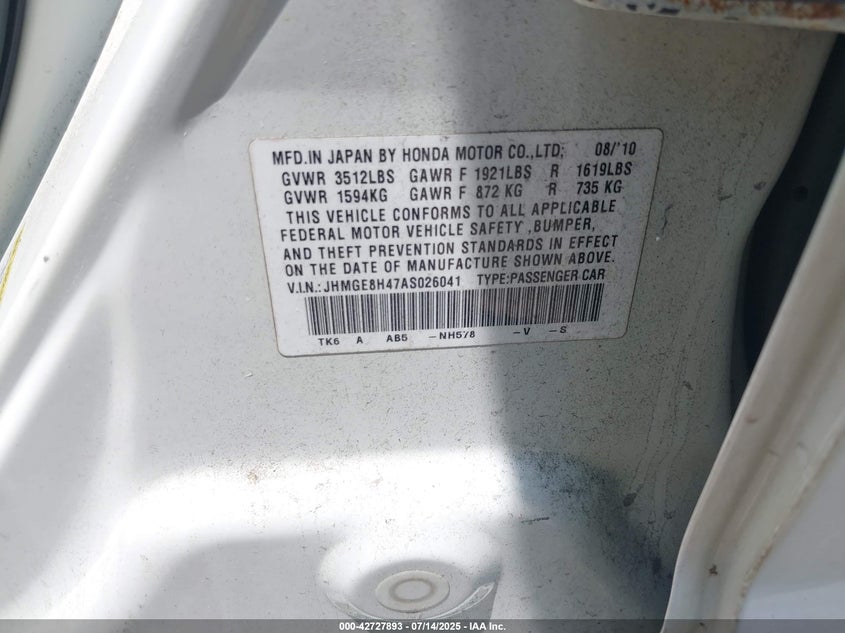 MFD.IN JAPAN BY HONDA MOTOR CO.,LTD; 08/'10
GVWR 3512LBS GAWR F 1921LBS R 1619LBS
GVWR 1594KG GAWR F 872 KG R 735 KG
THIS VEHICLE CONFORMS TO ALL APPLICABLE
FEDERAL MOTOR VEHICLE SAFETY ,BUMPER,
AND THEFT PREVENTION STANDARDS IN EFFECT
ON THE DATE OF MANUFACTURE SHOWN ABOVE.
V.I.N.: JHMGE8H47AS026041 TYPE:PASSENGER CAR
TK6 A AB5 -NH578 -V -S
000-42727893 - 07/14/2025 - IAA Inc.